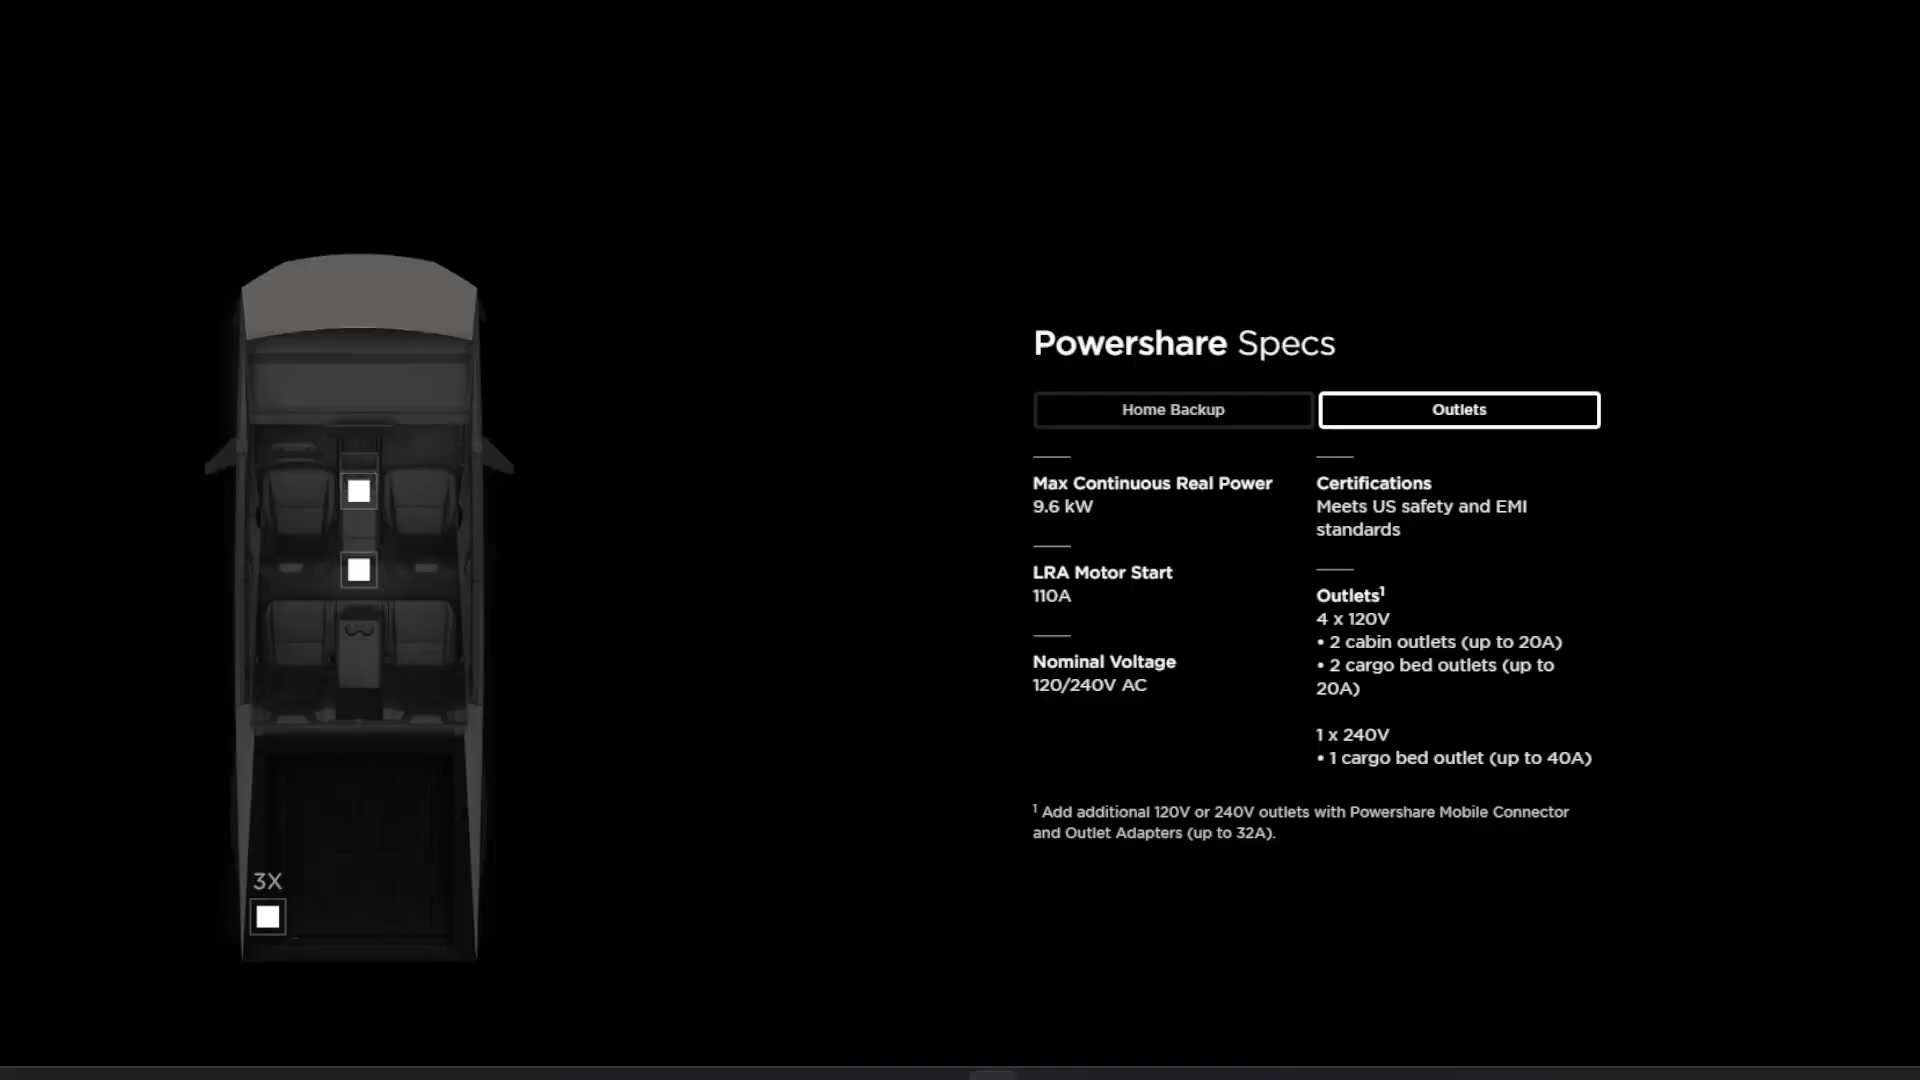 Powershare Specs
Home Backup
Outlets
Max Continuous Real Power
9.6 kW
LRA Motor Start
110A
Nominal Voltage
120/240V AC
Certifications
Meets US safety and EMI
standards
Outlets¹
4 x 120V
• 2 cabin outlets (up to 20A)
• 2 cargo bed outlets (up to
20A)
1 x 240V
• 1 cargo bed outlet (up to 40A)
¹ Add additional 120V or 240V outlets with Powershare Mobile Connector
and Outlet Adapters (up to 32A).
3X